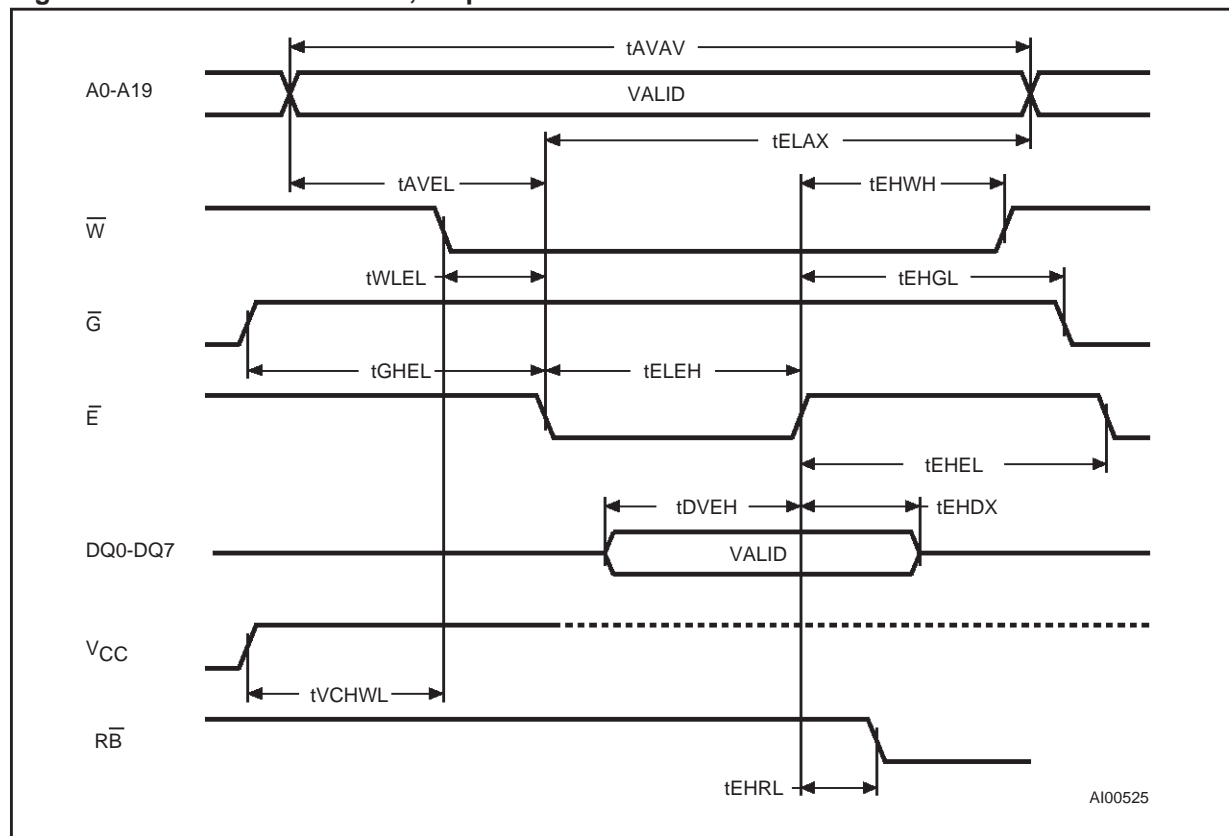 tAVAV
A0-A19
VALID
tELAX
tAVEL
tEHWH
W̅
tWLEL
tEHGL
G̅
tGHEL
tELEH
E̅
tEHEL
tDVEH
tEHDX
DQ0-DQ7
VALID
VCC
tVCHWL
RB̅
tEHRL
AI00525